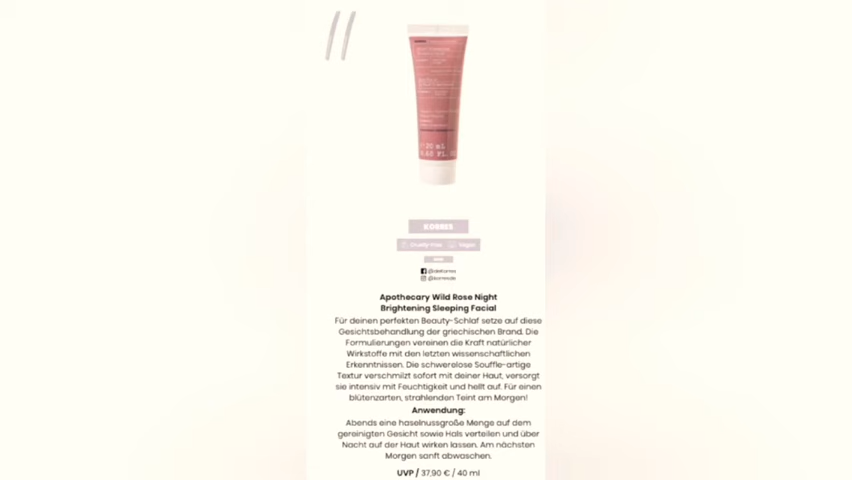 20 mL
KORRES
Cruelty-free Vegan
@korresde
Apothecary Wild Rose Night
Brightening Sleeping Facial
Für deinen perfekten Beauty-Schlaf setze auf diese
Gesichtsbehandlung der griechischen Brand. Die
Formulierungen vereinen die Kraft natürlicher
Wirkstoffe mit den letzten wissenschaftlichen
Erkenntnissen. Die schwerelose Souffle-artige
Textur verschmilzt sofort mit deiner Haut, versorgt
sie intensiv mit Feuchtigkeit und hellt auf. Für einen
blütenzarten, strahlenden Teint am Morgen!
Anwendung:
Abends eine haselnussgroße Menge auf dem
gereinigten Gesicht sowie Hals verteilen und über
Nacht auf der Haut wirken lassen. Am nächsten
Morgen sanft abwaschen.
UVP / 37,90 € / 40 ml